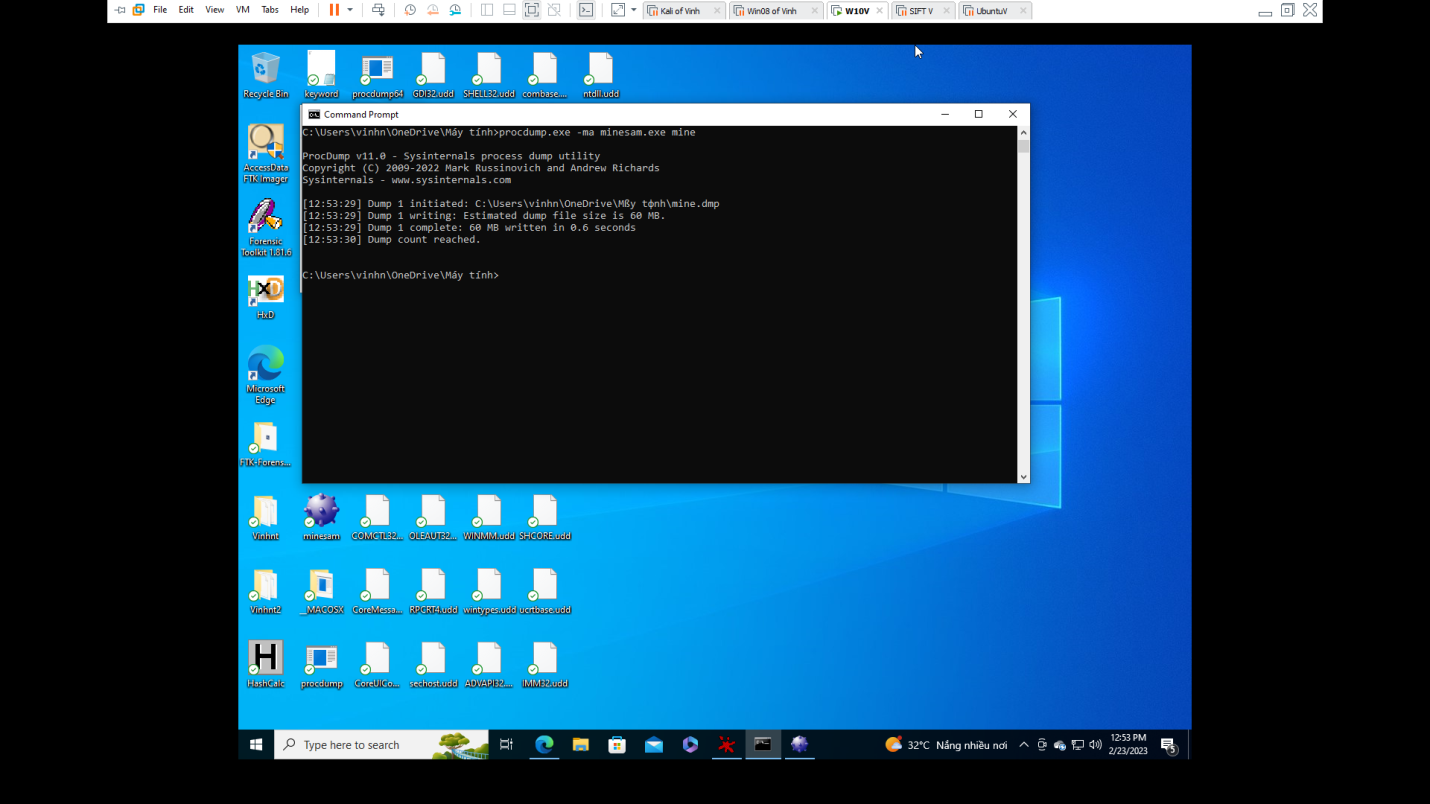 File Edit View VM Tabs Help
Kali of Vinh
Win08 of Vinh
W10V
SIFT V
UbuntuV
Recycle Bin
keyword
procdump64
GDI32.udd
SHELL32.udd
combase....
ntdll.udd
Command Prompt
C:\Users\vinhn\OneDrive\Máy tính>procdump.exe -ma minesam.exe mine
ProcDump v11.0 - Sysinternals process dump utility
Copyright (C) 2009-2022 Mark Russinovich and Andrew Richards
Sysinternals - www.sysinternals.com
[12:53:29] Dump 1 initiated: C:\Users\vinhn\OneDrive\Mßy tφnh\mine.dmp
[12:53:29] Dump 1 writing: Estimated dump file size is 60 MB.
[12:53:29] Dump 1 complete: 60 MB written in 0.6 seconds
[12:53:30] Dump count reached.
C:\Users\vinhn\OneDrive\Máy tính>
AccessData
FTK Imager
Forensic
Toolkit 1.81.6
HxD
Microsoft
Edge
FTK-Forens...
Vinhnt
minesam
COMCTL32...
OLEAUT32...
WINMM.udd
SHCORE.udd
Vinhnt2
__MACOSX
CoreMessa...
RPCRT4.udd
wintypes.udd
ucrtbase.udd
HashCalc
procdump
CoreUICo...
sechost.udd
ADVAPI32....
IMM32.udd
Type here to search
32°C Nắng nhiều nơi
12:53 PM
2/23/2023
5